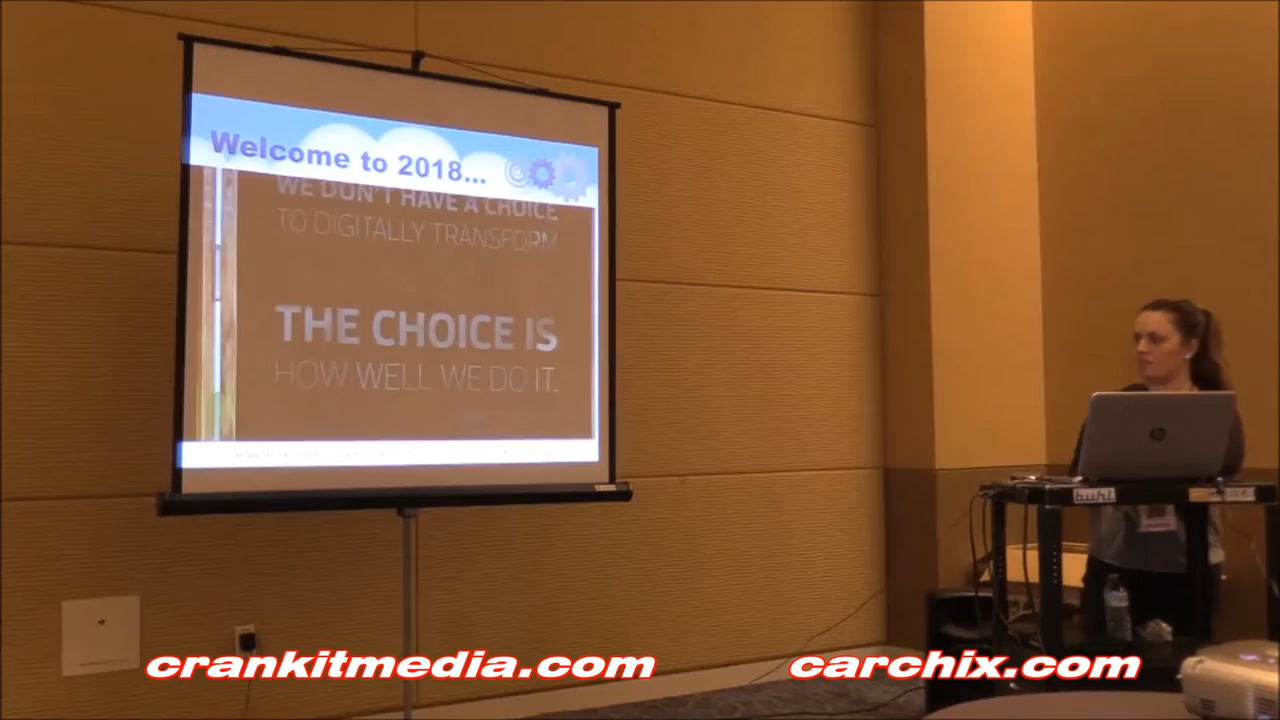 Welcome to 2018...
WE DON'T HAVE A CHOICE
TO DIGITALLY TRANSFORM
THE CHOICE IS
HOW WELL WE DO IT.
buhl
crankitmedia.com
carchix.com